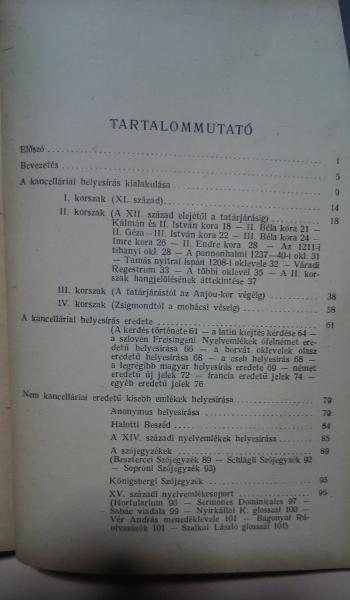 TARTALOMMUTATÓ
Előszó 1
Bevezetés 5
A kancelláriai helyesírás kialakulása 9
I. korszak (XI. század) 14
II. korszak (A XII. század elejétől a tatárjárásig) 18
Kálmán és II. István kora 18 — II. Béla kora 21 —
II. Géza — III. István kora 22 — III. Béla kora 24 —
Imre kora 26 — II. Endre kora 28 — Az 1211-i
tihanyi okl. 28 — A pannonhalmi 1237—40-i okl. 31
— Tamás nyitrai ispán 1208-i oklevele 32 — Váradi
Regestrum 33 — A többi oklevél 35 — A II. kor-
szak hangjelölésének áttekintése 37
III. korszak (A tatárjárástól az Anjou-kor végéig) 38
IV. korszak (Zsigmondtól a mohácsi vészig) 58
A kancelláriai helyesírás eredete 61
(A kérdés története 61 — a latin kiejtés kérdése 64 —
a szlovén Freisingeni Nyelvemlékek ófelnémet ere-
detű helyesírása 66 — a horvát oklevelek olasz
eredetű helyesírása 68 — a cseh helyesírás 68 —
a legrégibb magyar helyesírás eredete 69 — német
eredetű új jelek 72 — francia eredetű jelek 74 —
egyéb eredetű jelek 76
Nem kancelláriai eredetű kisebb emlékek helyesírása 79
Anonymus helyesírása 79
Halotti Beszéd 84
A XIV. századi nyelvemlékek helyesírása 85
A szójegyzékek 89
(Besztercei Szójegyzék 89 — Schlägli Szójegyzék 92
— Soproni Szójegyzék 93)
Königsbergi Szójegyzék 95
XV. századi nyelvemlékcsoport 96
(Hortularium 96 — Sermones Dominicales 97 —
Sabác viadala 99 — Nyirkállai K. glosszái 100 —
Vér András menedéklevele 101 — Bagonyai Rá-
olvasások 101 — Szalkai László glosszái 101)